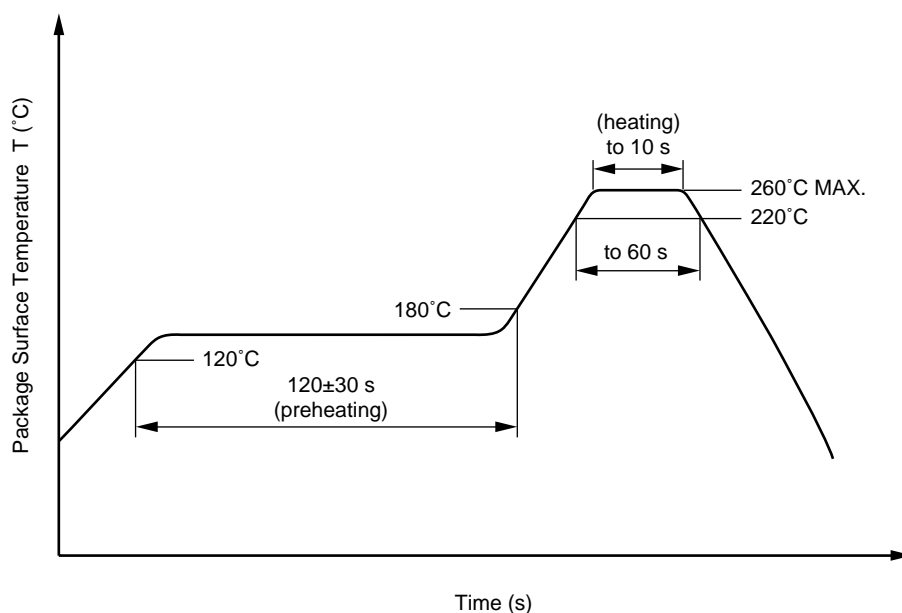 Package Surface Temperature T (˚C)
(heating)
to 10 s
260˚C MAX.
220˚C
to 60 s
180˚C
120˚C
120±30 s
(preheating)
Time (s)